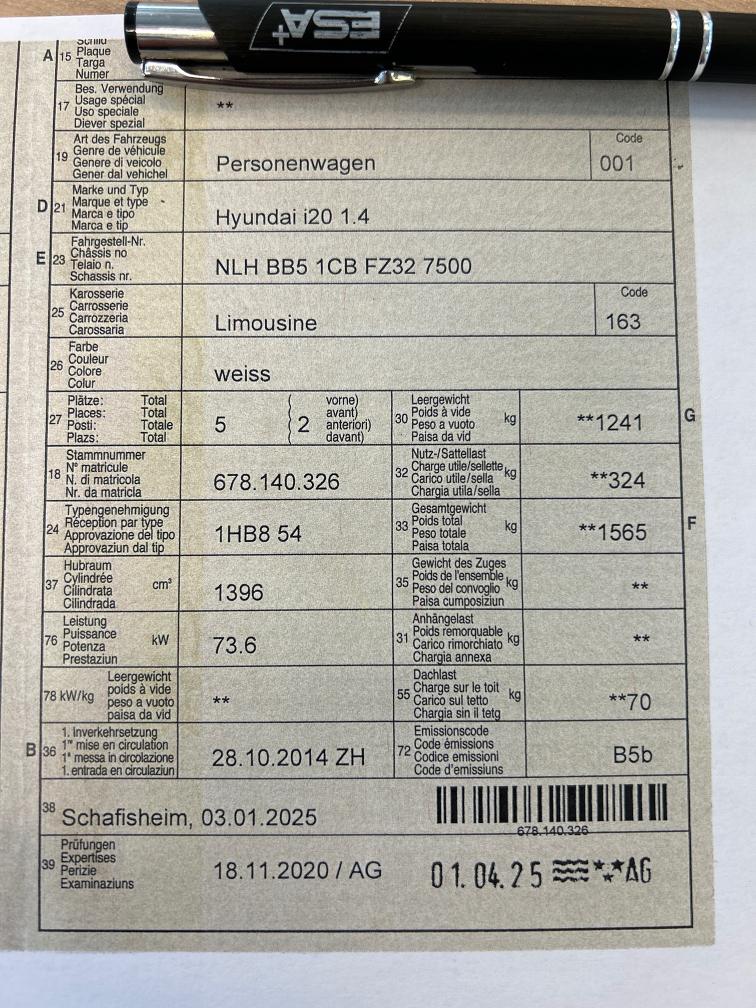 ESA+
Schild
A 15 Plaque
Targa
Numer
Bes. Verwendung
17 Usage spécial
Uso speciale
Diever spezial
**
Art des Fahrzeugs
19 Genre de véhicule
Genere di veicolo
Gener dal vehichel
Personenwagen
Code
001
Marke und Typ
D 21 Marque et type
Marca e tipo
Marca e tip
Hyundai i20 1.4
Fahrgestell-Nr.
E 23 Châssis no
Telaio n.
Schassis nr.
NLH BB5 1CB FZ32 7500
Karosserie
25 Carrosserie
Carrozzeria
Carossaria
Limousine
Code
163
Farbe
26 Couleur
Colore
Colur
weiss
Plätze: Total
27 Places: Total
Posti: Totale
Plazs: Total
5 ( 2
vorne)
avant)
anteriori)
davant)
Leergewicht
30 Poids à vide kg
Peso a vuoto
Paisa da vid
**1241 G
Stammnummer
18 N° matricule
N. di matricola
Nr. da matricla
678.140.326
Nutz-/Sattellast
32 Charge utile/sellette kg
Carico utile/sella
Chargia utila/sella
**324
Typengenehmigung
24 Réception par type
Approvazione del tipo
Approvaziun dal tip
1HB8 54
Gesamtgewicht
33 Poids total kg
Peso totale
Paisa totala
**1565 F
Hubraum
37 Cylindrée cm³
Cilindrata
Cilindrada
1396
Gewicht des Zuges
35 Poids de l'ensemble kg
Peso del convoglio
Paisa cumposiziun
**
Leistung
76 Puissance kW
Potenza
Prestaziun
73.6
Anhängelast
31 Poids remorquable kg
Carico rimorchiato
Chargia annexa
**
Leergewicht
78 kW/kg poids à vide
peso a vuoto
paisa da vid
**
Dachlast
55 Charge sur le toit kg
Carico sul tetto
Chargia sin il tetg
**70
1. Inverkehrsetzung
B 36 1re mise en circulation
1a messa in circolazione
1. entrada en circulaziun
28.10.2014 ZH
Emissionscode
72 Code émissions
Codice emissioni
Code d'emissiuns
B5b
38 Schafisheim, 03.01.2025
678.140.326
Prüfungen
39 Expertises
Perizie
Examinaziuns
18.11.2020 / AG
01.04.25 AG